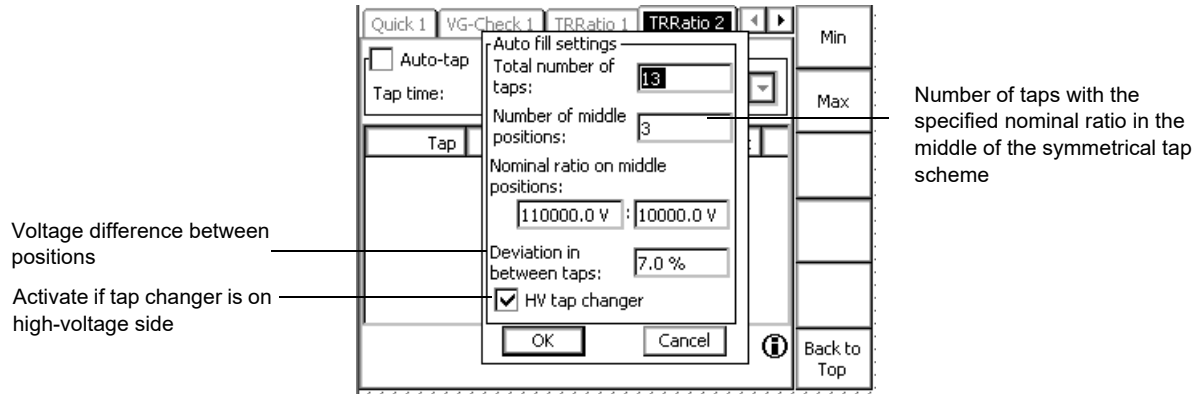 Quick 1 VG-Check 1 TRRatio 1 TRRatio 2
Min
Auto fill settings
Auto-tap
Total number of
taps:
13
Tap time:
Max
Number of middle
positions:
3
Number of taps with the
specified nominal ratio in the
middle of the symmetrical tap
scheme
Tap
Nominal ratio on middle
positions:
110000.0 V : 10000.0 V
Voltage difference between
positions
Deviation in
between taps:
7.0 %
Activate if tap changer is on
high-voltage side
HV tap changer
OK Cancel
Back to
Top